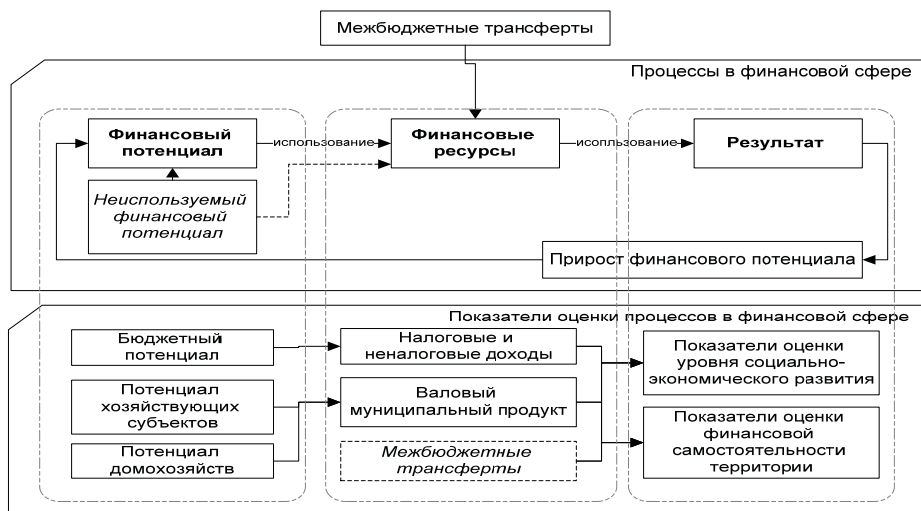 Межбюджетные трансферты
Процессы в финансовой сфере
Финансовый
потенциал
использование
Финансовые
ресурсы
исопльзование
Результат
Неиспользуемый
финансовый
потенциал
Прирост финансового потенциала
Показатели оценки процессов в финансовой сфере
Бюджетный
потенциал
Налоговые и
неналоговые доходы
Показатели оценки
уровня социально-
экономического развития
Потенциал
хозяйствующих
субъектов
Валовый
муниципальный продукт
Потенциал
домохозяйств
Межбюджетные
трансферты
Показатели оценки
финансовой
самостоятельности
территории